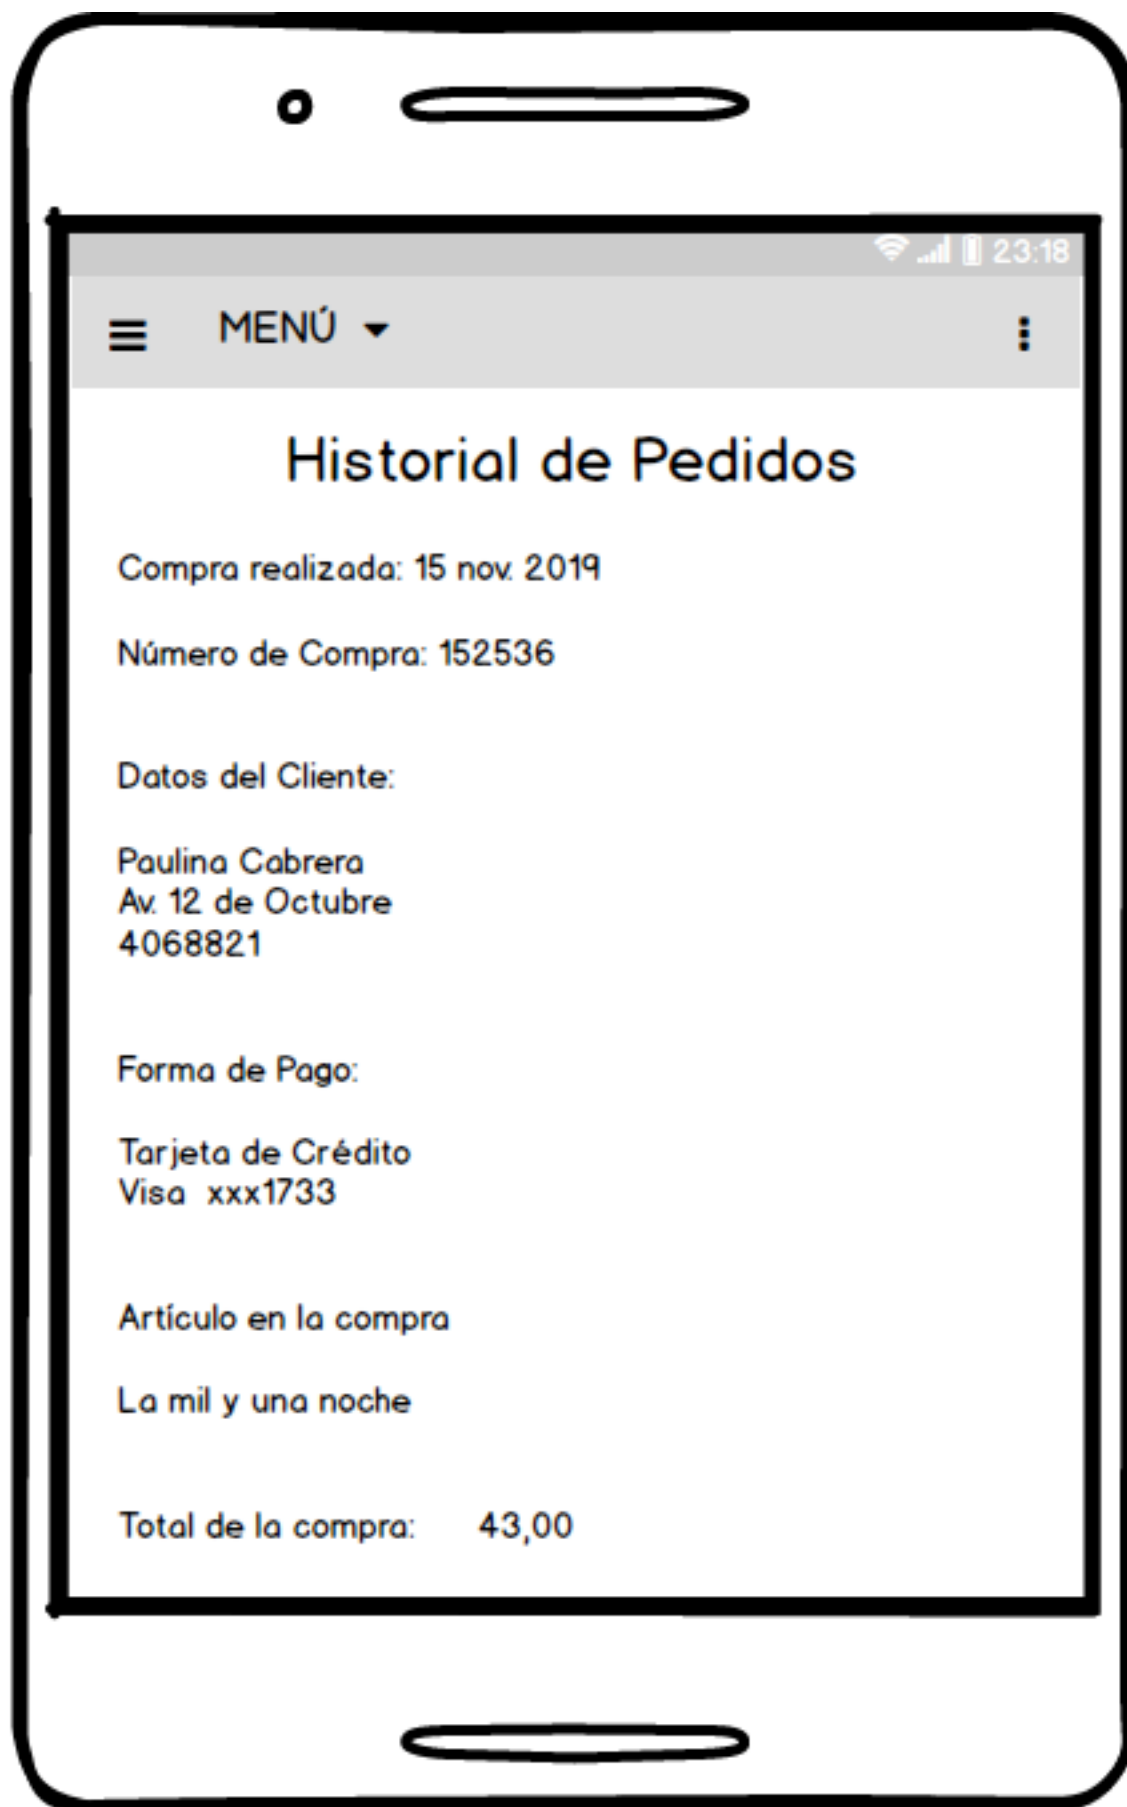 23:18
MENÚ
Historial de Pedidos
Compra realizada: 15 nov. 2019
Número de Compra: 152536
Datos del Cliente:
Paulina Cabrera
Av. 12 de Octubre
4068821
Forma de Pago:
Tarjeta de Crédito
Visa xxx1733
Artículo en la compra
La mil y una noche
Total de la compra: 43,00